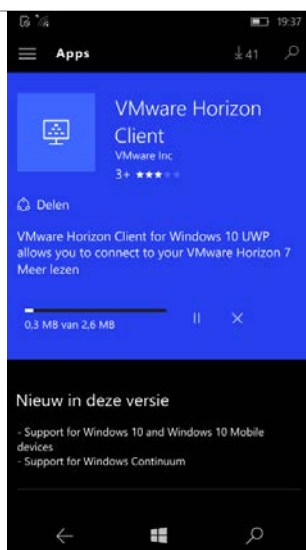 19:37
Apps
41
VMware Horizon
Client
VMware Inc
3+
Delen
VMware Horizon Client for Windows 10 UWP
allows you to connect to your VMware Horizon 7
Meer lezen
0,3 MB van 2,6 MB
Nieuw in deze versie
- Support for Windows 10 and Windows 10 Mobile
devices
- Support for Windows Continuum